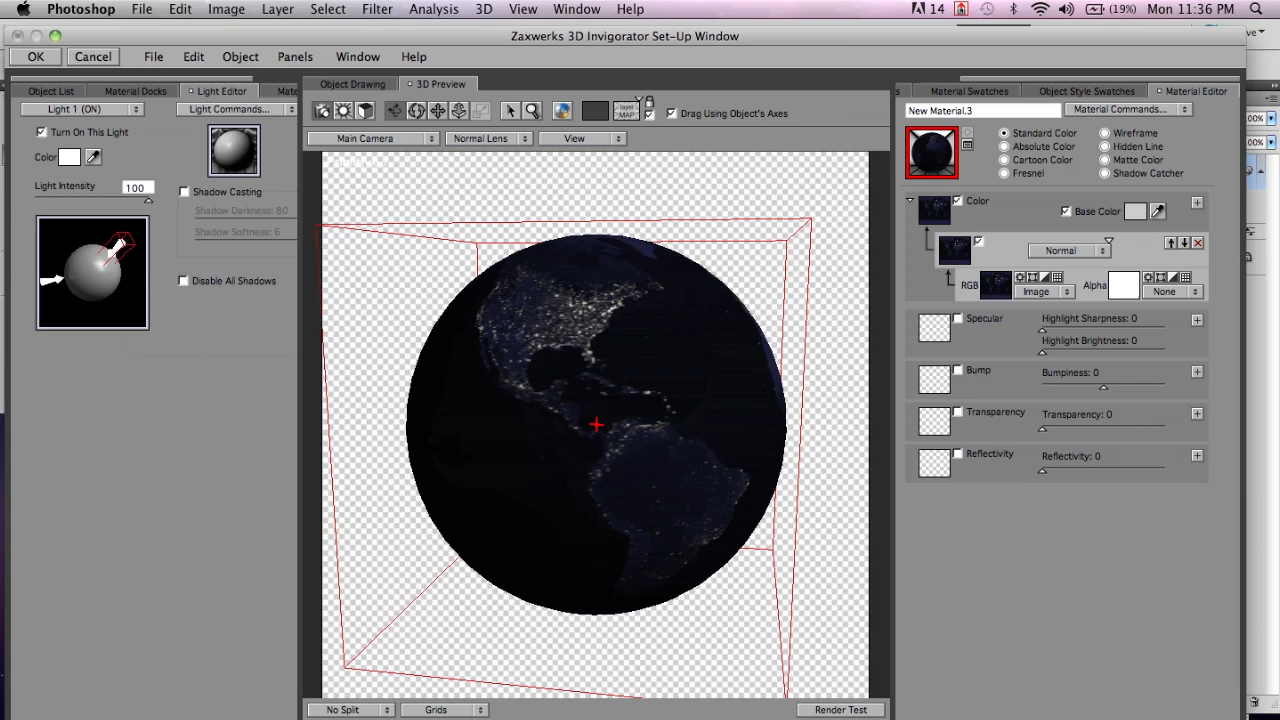 Photoshop File Edit Image Layer Select Filter Analysis 3D View Window Help 14 (19%) Mon 11:36 PM
Zaxwerks 3D Invigorator Set-Up Window
OK Cancel File Edit Object Panels Window Help
Object Drawing 3D Preview
Object List Material Docks Light Editor Mate
s Material Swatches Object Style Swatches Material Editor
Light 1 (ON) Light Commands...
layer MAP Drag Using Object's Axes
New Material.3 Material Commands...
Turn On This Light
Color
Main Camera Normal Lens View
Standard Color Wireframe
Absolute Color Hidden Line
Cartoon Color Matte Color
Fresnel Shadow Catcher
Light Intensity 100
Shadow Casting
Shadow Darkness: 80
Shadow Softness: 6
Disable All Shadows
Color Base Color
Normal
RGB Image Alpha None
Specular Highlight Sharpness: 0
Highlight Brightness: 0
Bump Bumpiness: 0
Transparency Transparency: 0
Reflectivity Reflectivity: 0
No Split Grids Render Test